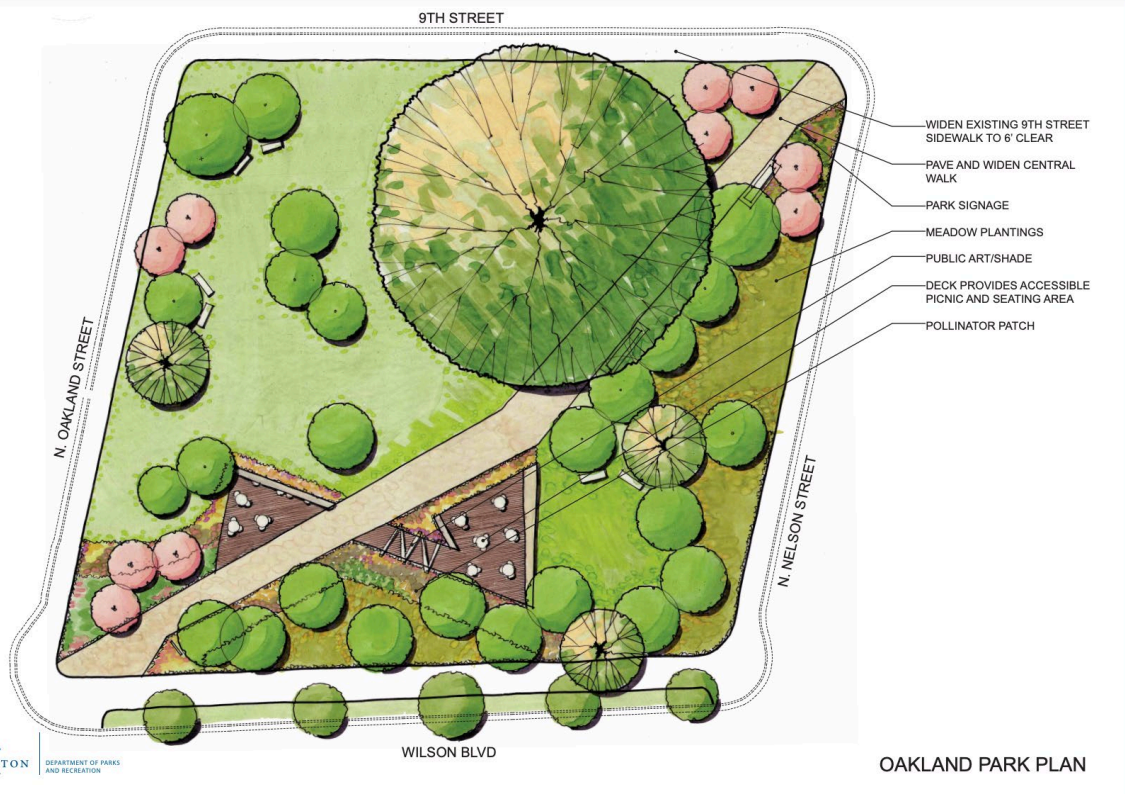 9TH STREET
WIDEN EXISTING 9TH STREET
SIDEWALK TO 6' CLEAR
PAVE AND WIDEN CENTRAL
WALK
PARK SIGNAGE
MEADOW PLANTINGS
PUBLIC ART/SHADE
DECK PROVIDES ACCESSIBLE
PICNIC AND SEATING AREA
POLLINATOR PATCH
N. OAKLAND STREET
N. NELSON STREET
WILSON BLVD
TON
DEPARTMENT OF PARKS
AND RECREATION
OAKLAND PARK PLAN